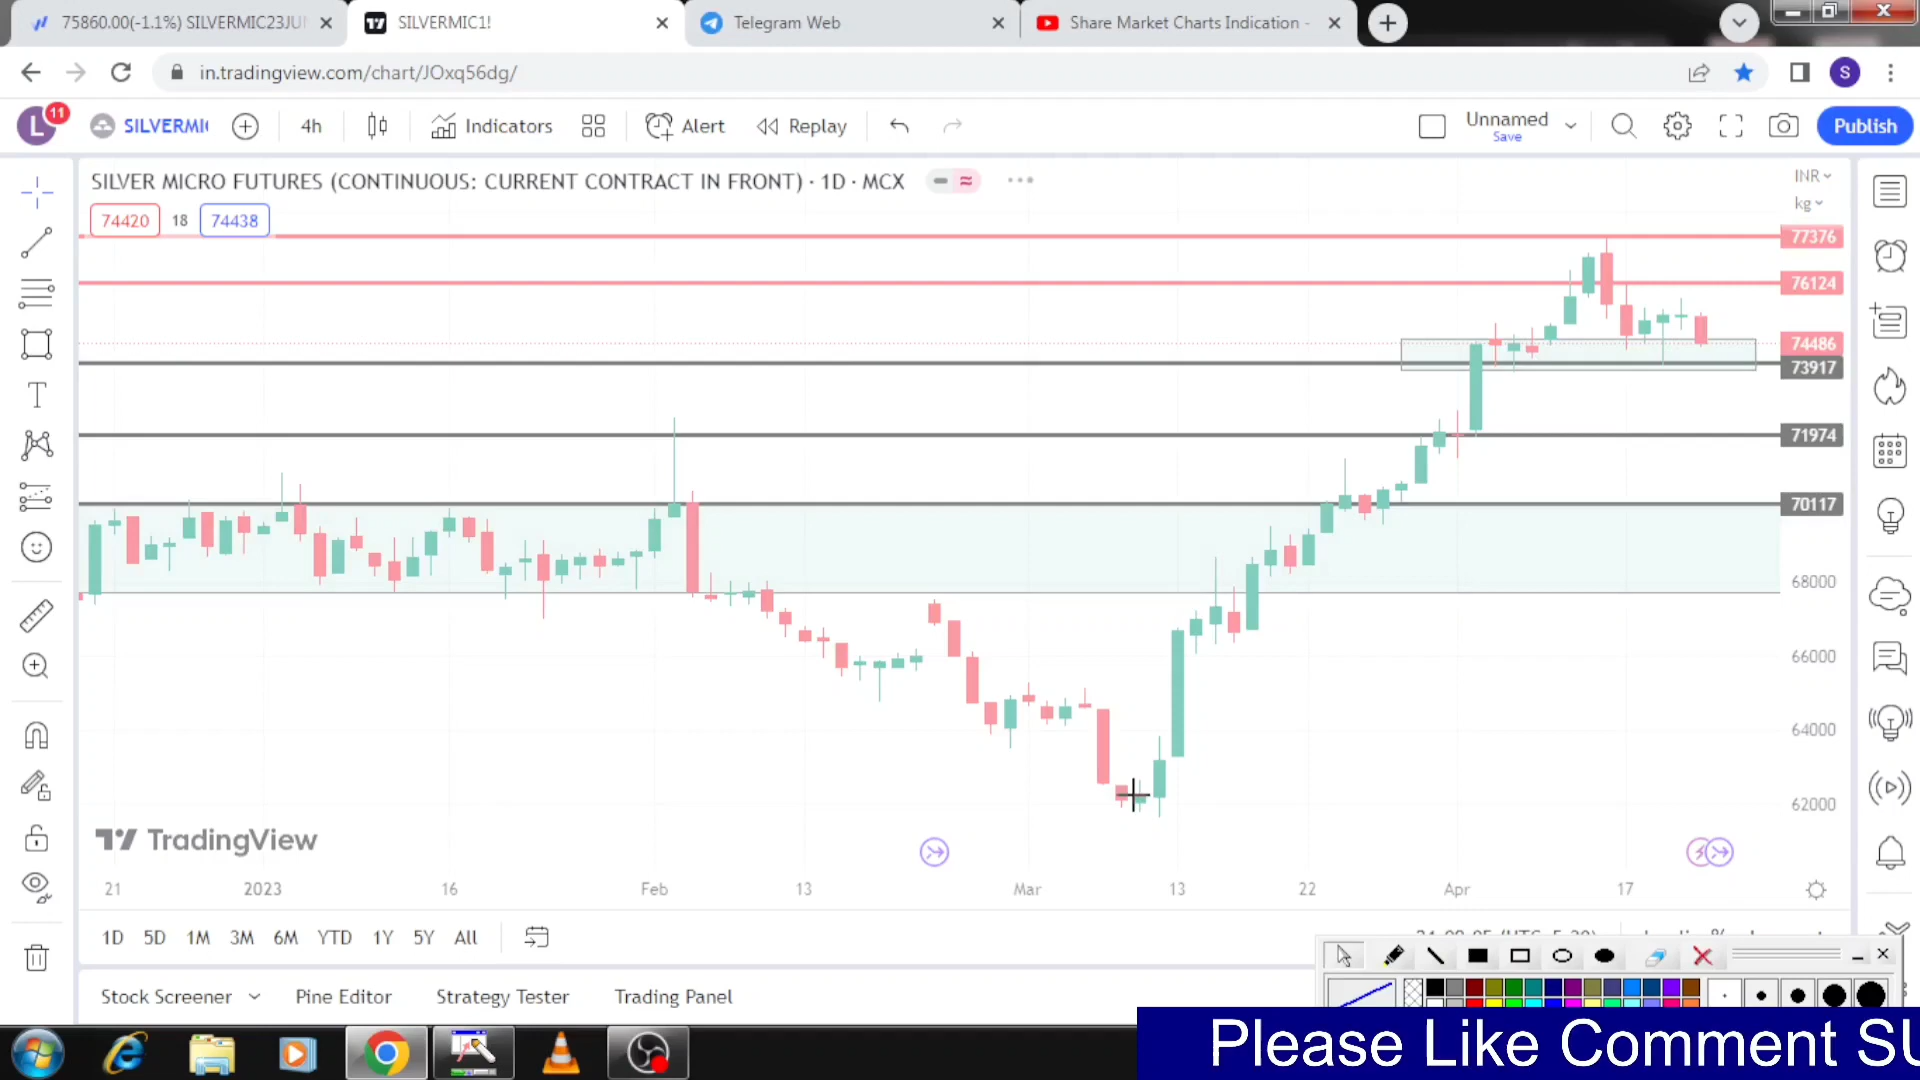 75860.00(-1.1%) SILVERMIC23JU
SILVERMIC1!
Telegram Web
Share Market Charts Indication -
in.tradingview.com/chart/JOxq56dg/
S
L
11
SILVERMI
4h
Indicators
Alert
Replay
Unnamed
Save
Publish
SILVER MICRO FUTURES (CONTINUOUS: CURRENT CONTRACT IN FRONT) · 1D · MCX
INR
kg
74420
18
74438
77376
76124
74486
73917
71974
70117
68000
66000
64000
62000
TradingView
21
2023
16
Feb
13
Mar
13
22
Apr
17
1D
5D
1M
3M
6M
YTD
1Y
5Y
All
Stock Screener
Pine Editor
Strategy Tester
Trading Panel
Please Like Comment SU